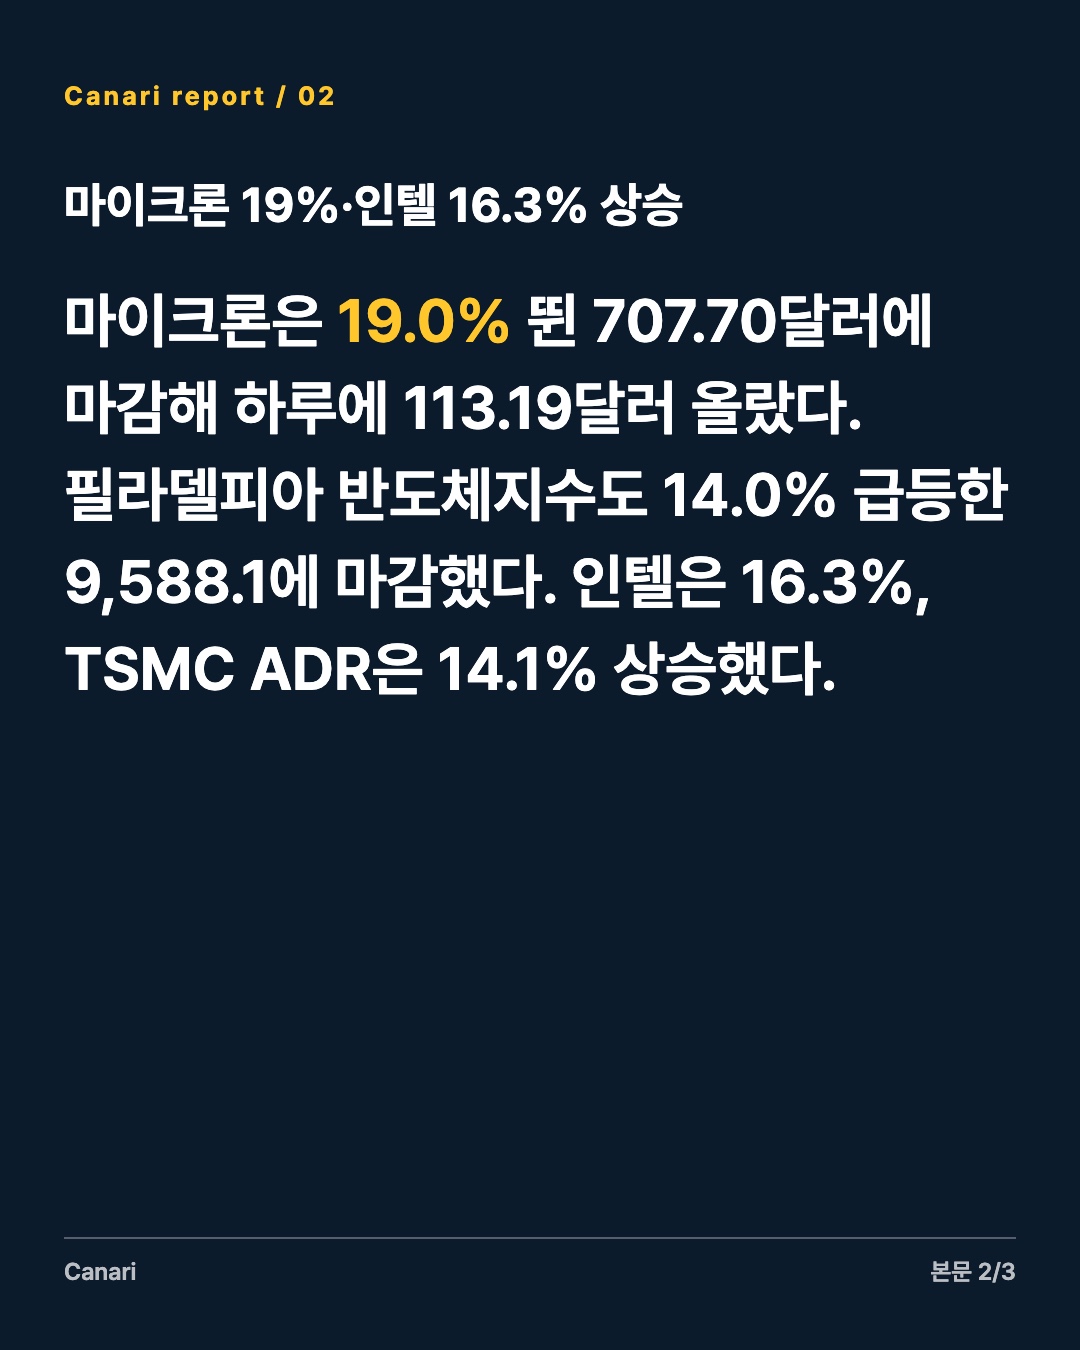 Canari report / 02
마이크론 19%·인텔 16.3% 상승
마이크론은 19.0% 뛴 707.70달러에
마감해 하루에 113.19달러 올랐다.
필라델피아 반도체지수도 14.0% 급등한
9,588.1에 마감했다. 인텔은 16.3%,
TSMC ADR은 14.1% 상승했다.
Canari
본문 2/3